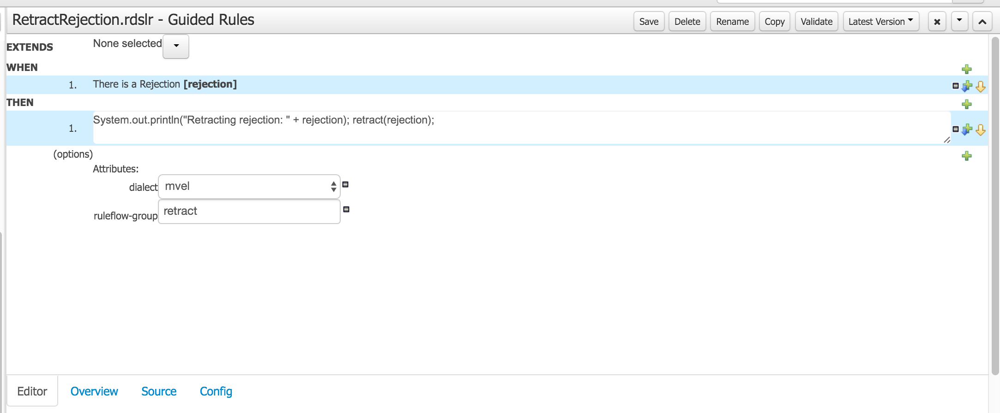 RetractRejection.rdslr - Guided Rules Save Delete Rename Copy Validate Latest Version
EXTENDS None selected
WHEN
1. There is a Rejection [rejection]
THEN
1. System.out.println("Retracting rejection: " + rejection); retract(rejection);
(options)
Attributes:
dialect mvel
ruleflow-group retract
Editor Overview Source Config